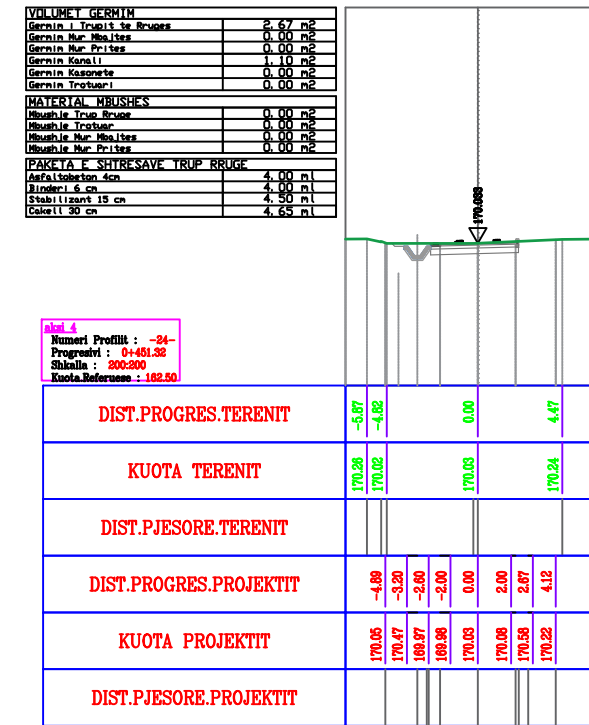 VOLUMET GERMIM
Germim i Trupit te Rruges 2.67 m2
Germim Mur Mbajtes 0.00 m2
Germim Mur Prites 0.00 m2
Germim Kanali 1.10 m2
Germim Kasonete 0.00 m2
Germim Trotuari 0.00 m2
MATERIAL MBUSHES
Mbushje Trup Rruge 0.00 m2
Mbushje Trotuar 0.00 m2
Mbushje Mur Mbajtes 0.00 m2
Mbushje Mur Prites 0.00 m2
PAKETA E SHTRESAVE TRUP RRUGE
Asfaltobeton 4cm 4.00 ml
Binderi 6 cm 4.00 ml
Stabilizant 15 cm 4.50 ml
Cakell 30 cm 4.65 ml
170.033
aksi 4
Numeri Profilit : -24-
Progresivi : 0+451.32
Shkalla : 200:200
Kuota.Referuese : 162.50
DIST.PROGRES.TERENIT -5.87 -4.82 0.00 4.47
KUOTA TERENIT 170.26 170.02 170.03 170.24
DIST.PJESORE.TERENIT
DIST.PROGRES.PROJEKTIT -4.89 -3.20 -2.60 -2.00 0.00 2.00 2.67 4.12
KUOTA PROJEKTIT 170.05 170.47 169.97 169.98 170.03 170.08 170.58 170.22
DIST.PJESORE.PROJEKTIT